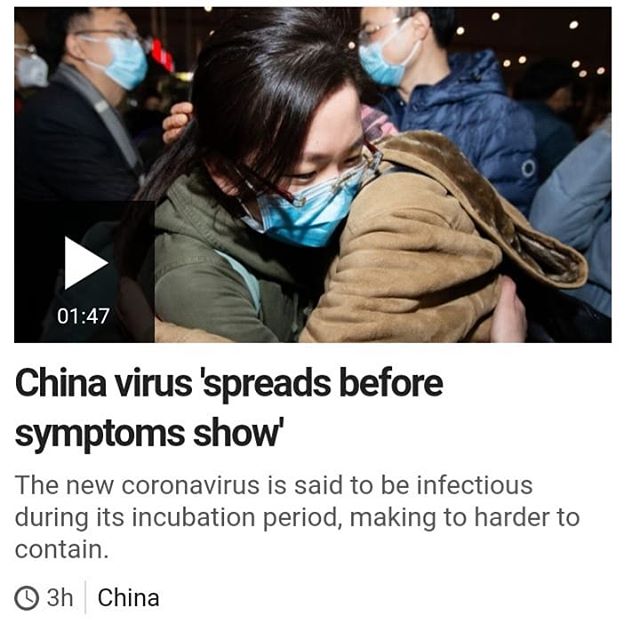 01:47
China virus 'spreads before
symptoms show'
The new coronavirus is said to be infectious
during its incubation period, making to harder to
contain.
3h China